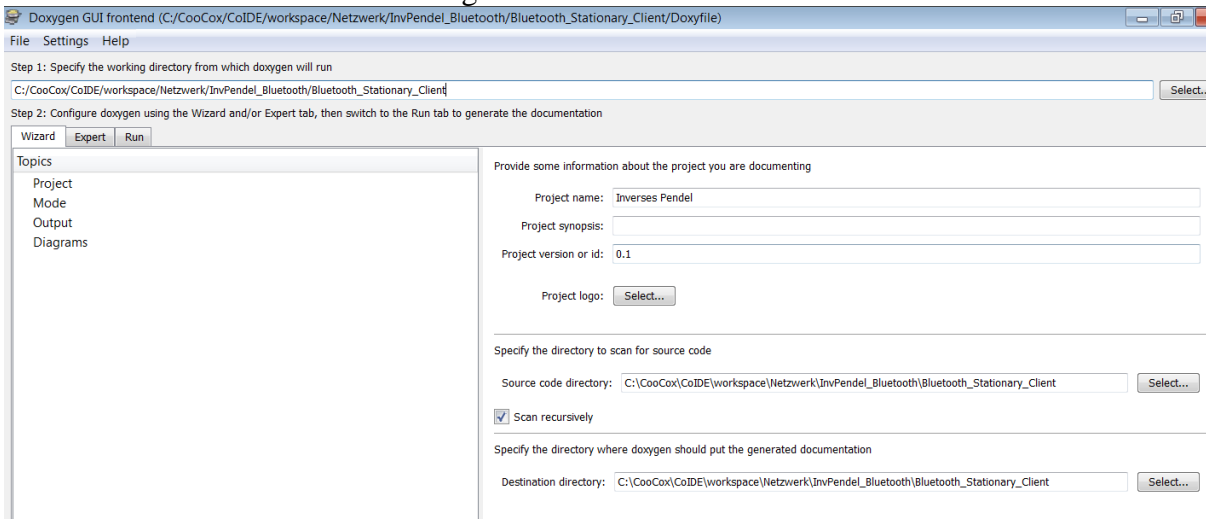 Doxygen GUI frontend (C:/CooCox/CoIDE/workspace/Netzwerk/InvPendel_Bluetooth/Bluetooth_Stationary_Client/Doxyfile)
File Settings Help
Step 1: Specify the working directory from which doxygen will run
C:/CooCox/CoIDE/workspace/Netzwerk/InvPendel_Bluetooth/Bluetooth_Stationary_Client
Select..
Step 2: Configure doxygen using the Wizard and/or Expert tab, then switch to the Run tab to generate the documentation
Wizard Expert Run
Topics
Project
Mode
Output
Diagrams
Provide some information about the project you are documenting
Project name: Inverses Pendel
Project synopsis:
Project version or id: 0.1
Project logo: Select...
Specify the directory to scan for source code
Source code directory: C:\CooCox\CoIDE\workspace\Netzwerk\InvPendel_Bluetooth\Bluetooth_Stationary_Client Select...
Scan recursively
Specify the directory where doxygen should put the generated documentation
Destination directory: C:\CooCox\CoIDE\workspace\Netzwerk\InvPendel_Bluetooth\Bluetooth_Stationary_Client Select...